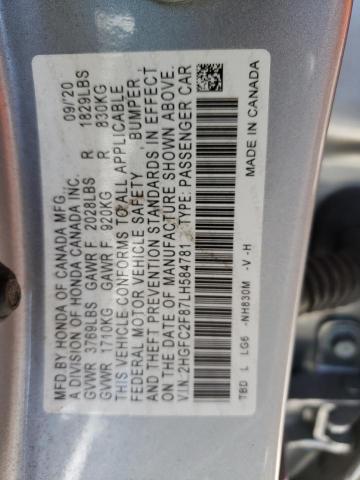 MFD BY HONDA OF CANADA MFG. 09/20
A DIVISION OF HONDA CANADA INC.
GVWR 3769LBS GAWR F 2028LBS R 1829LBS
GVWR 1710KG GAWR F 920KG R 830KG
THIS VEHICLE CONFORMS TO ALL APPLICABLE
FEDERAL MOTOR VEHICLE SAFETY, BUMPER,
AND THEFT PREVENTION STANDARDS IN EFFECT
ON THE DATE OF MANUFACTURE SHOWN ABOVE.
V.I.N.:2HGFC2F87LH584781 TYPE: PASSENGER CAR
TBD L LG6 -NH830M -V -H MADE IN CANADA